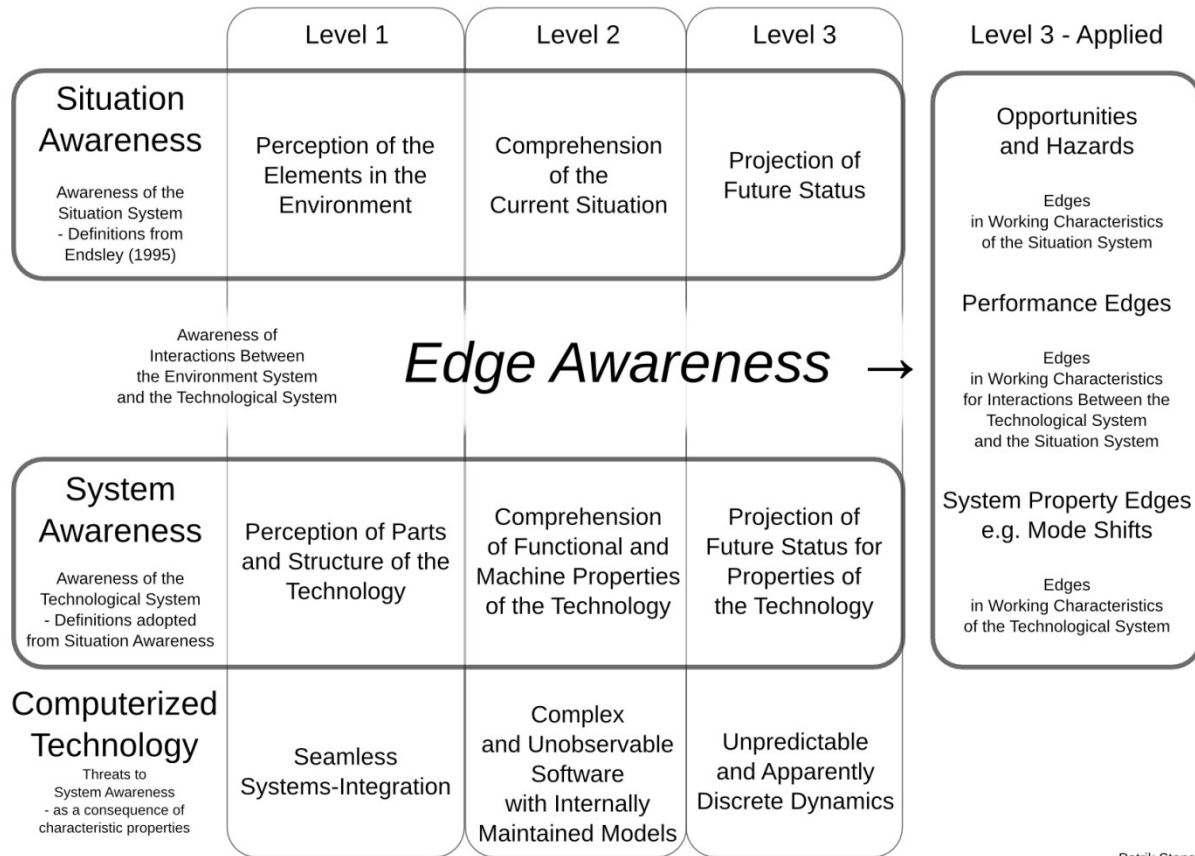 Level 1
Level 2
Level 3
Level 3 - Applied
Situation
Awareness
Awareness of the
Situation System
- Definitions from
Endsley (1995)
Perception of the
Elements in the
Environment
Comprehension
of the
Current Situation
Projection of
Future Status
Opportunities
and Hazards
Edges
in Working Characteristics
of the Situation System
Awareness of
Interactions Between
the Environment System
and the Technological System
Edge Awareness →
Performance Edges
Edges
in Working Characteristics
for Interactions Between the
Technological System
and the Situation System
System
Awareness
Awareness of the
Technological System
- Definitions adopted
from Situation Awareness
Perception of Parts
and Structure of the
Technology
Comprehension
of Functional and
Machine Properties
of the Technology
Projection of
Future Status for
Properties of
the Technology
System Property Edges
e.g. Mode Shifts
Edges
in Working Characteristics
of the Technological System
Computerized
Technology
Threats to
System Awareness
- as a consequence of
characteristic properties
Seamless
Systems-Integration
Complex
and Unobservable
Software
with Internally
Maintained Models
Unpredictable
and Apparently
Discrete Dynamics